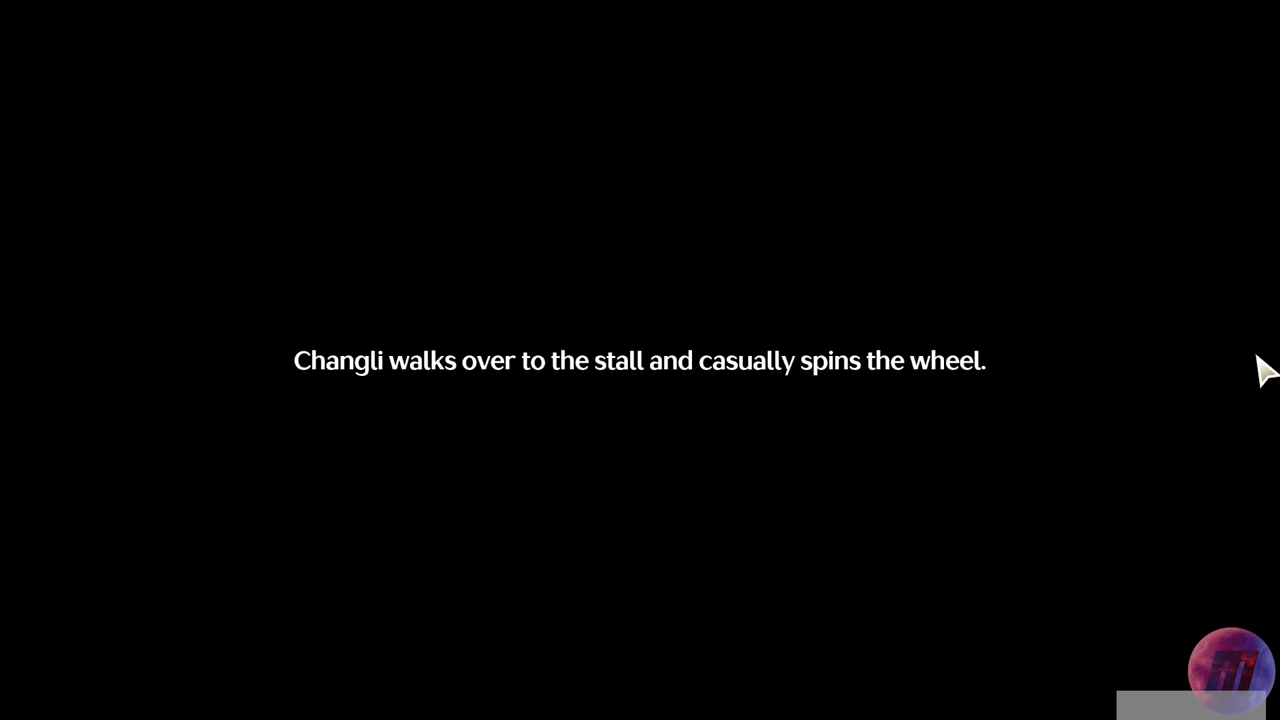 Changli walks over to the stall and casually spins the wheel.